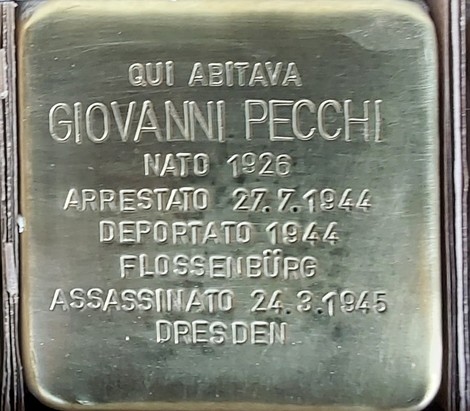 QUI ABITAVA
GIOVANNI PECCHI
NATO 1926
ARRESTATO 27.7.1944
DEPORTATO 1944
FLOSSENBÜRG
ASSASSINATO 24.3.1945
DRESDEN